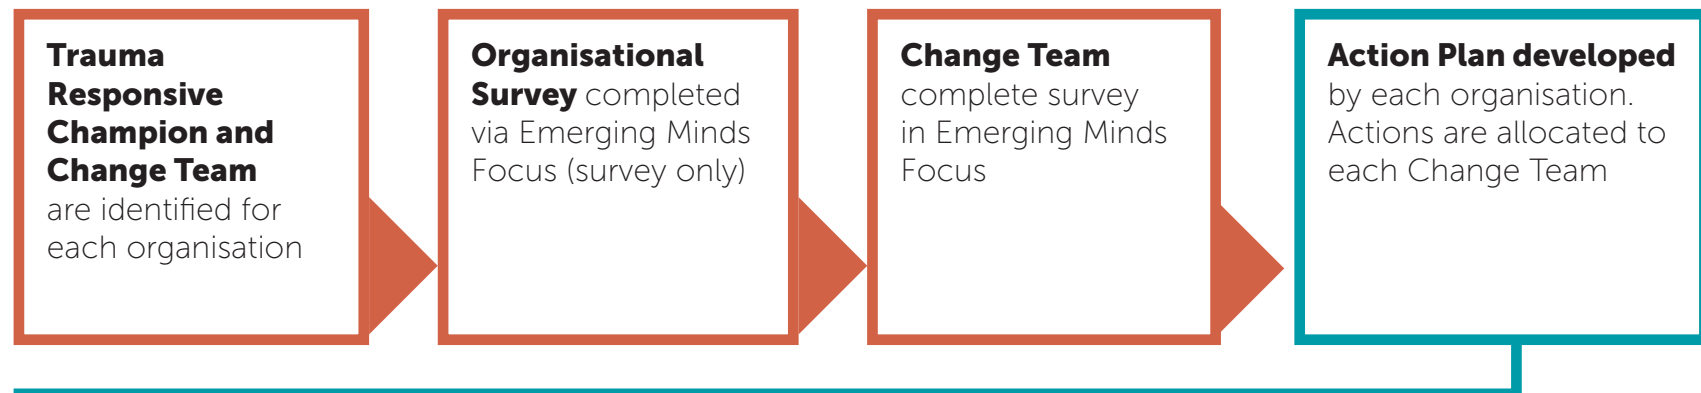 Trauma
Responsive
Champion and
Change Team
are identified for
each organisation
Organisational
Survey completed
via Emerging Minds
Focus (survey only)
Change Team
complete survey
in Emerging Minds
Focus
Action Plan developed
by each organisation.
Actions are allocated to
each Change Team